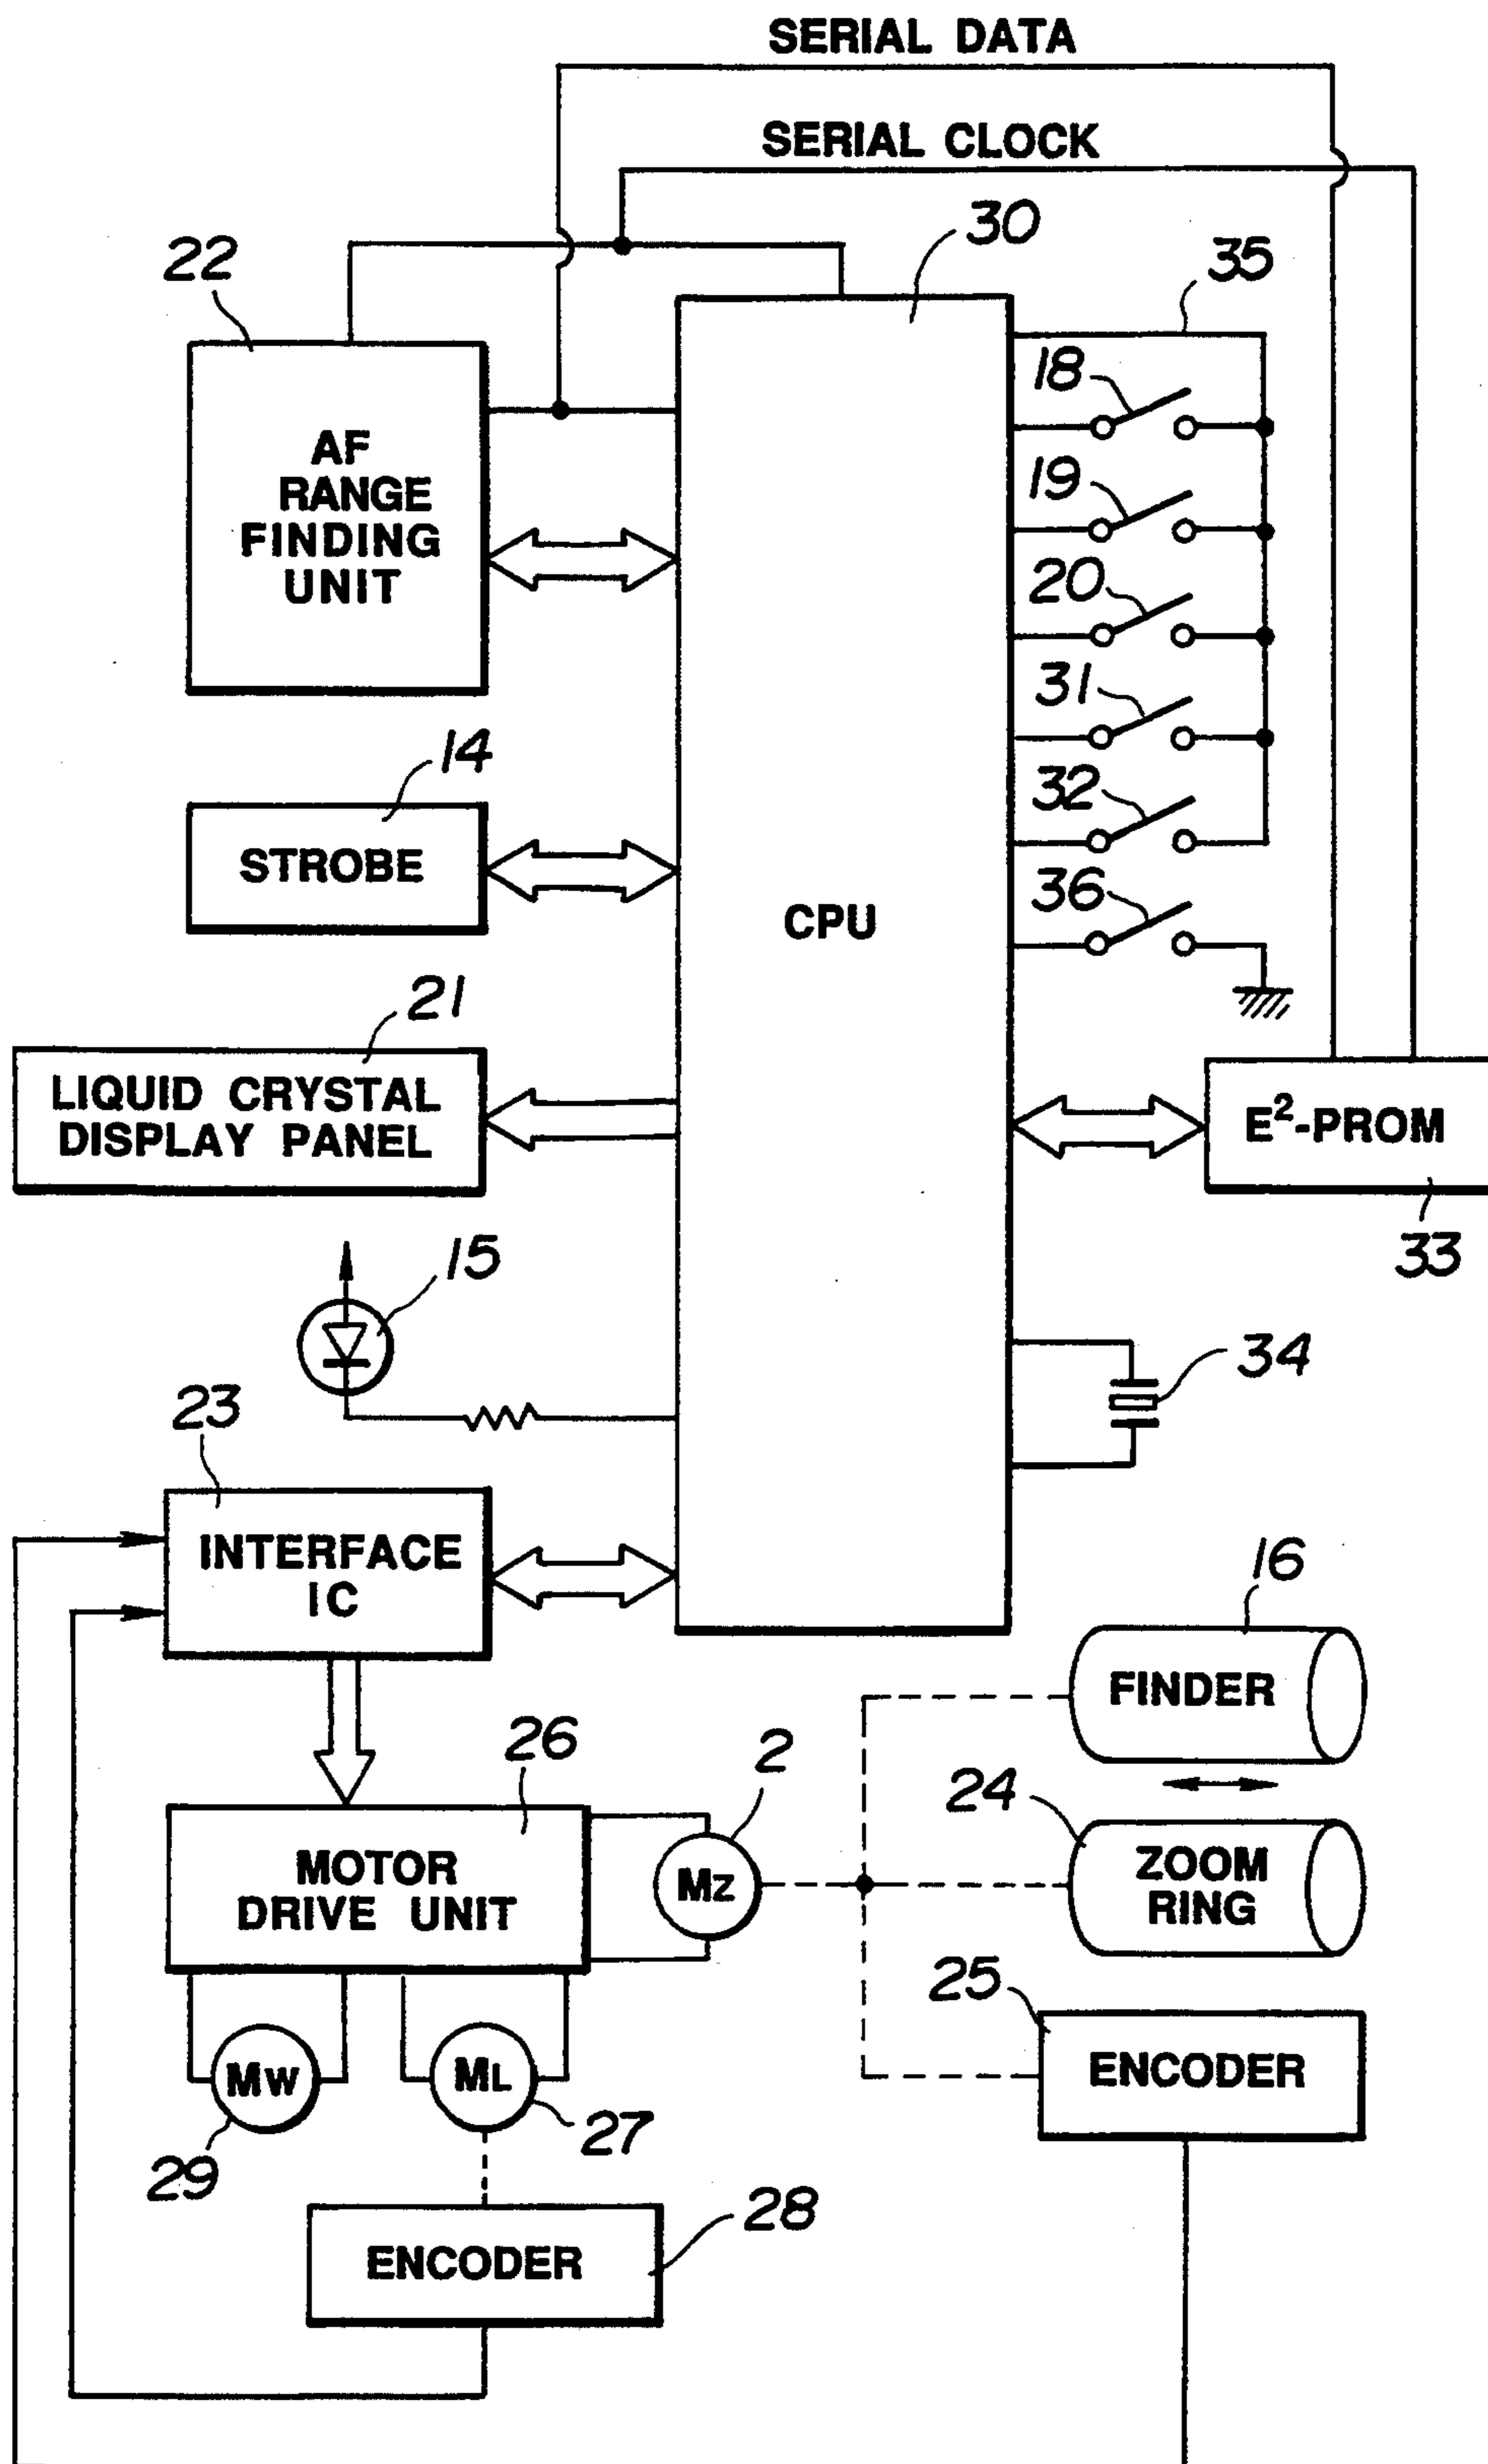 SERIAL DATA
SERIAL CLOCK
30
22
35
18
AF
RANGE
FINDING
UNIT
19
20
31
14
32
STROBE
CPU
36
21
LIQUID CRYSTAL
DISPLAY PANEL
E²-PROM
33
15
34
23
INTERFACE
IC
16
FINDER
26
2
24
MOTOR
DRIVE UNIT
MZ
ZOOM
RING
25
MW
ML
ENCODER
27
29
28
ENCODER